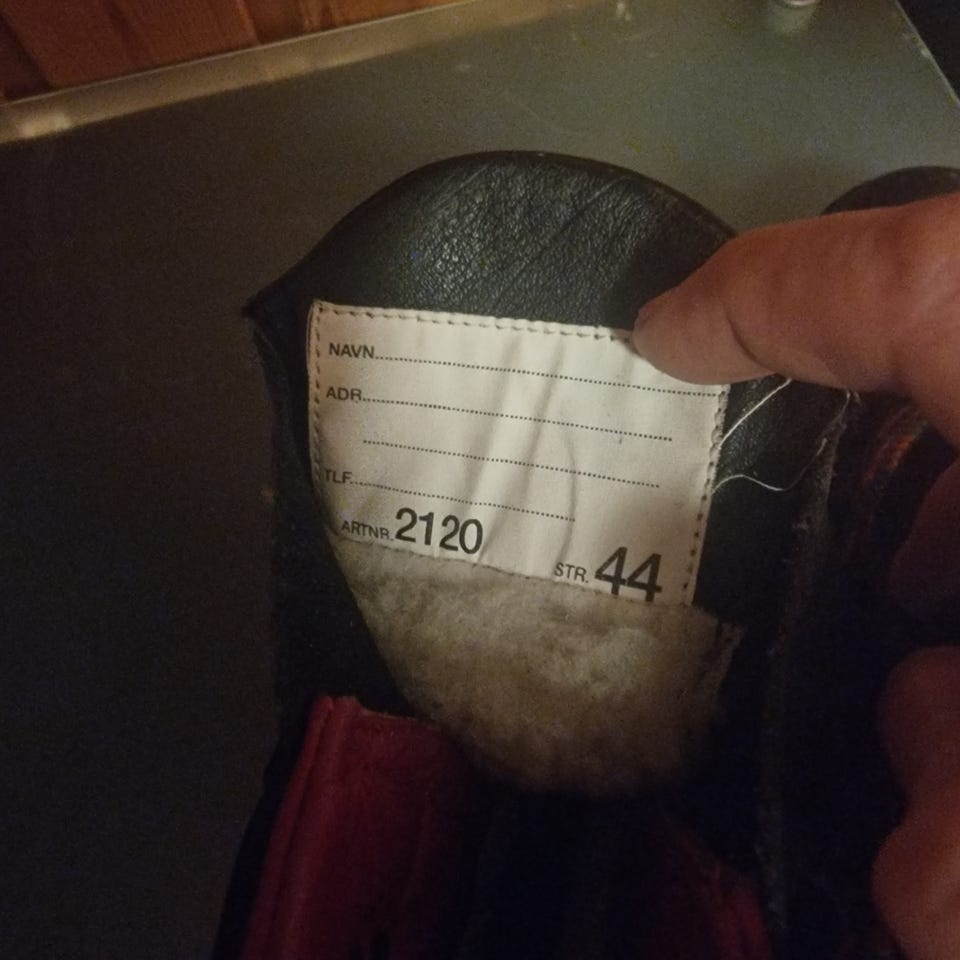 NAVN
ADR
TLF
ARTNR. 2120 STR. 44